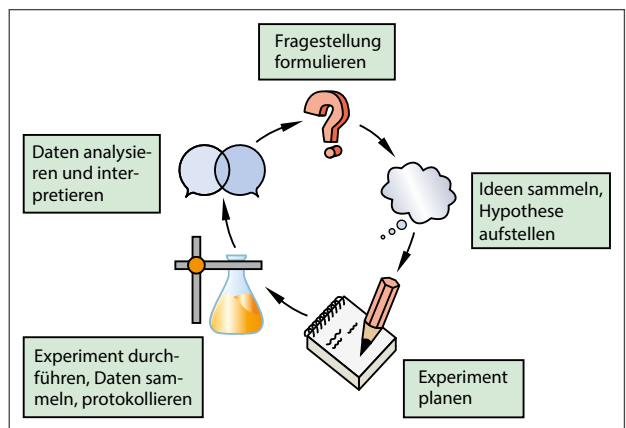 Fragestellung
formulieren
Ideen sammeln,
Hypothese
aufstellen
Experiment
planen
Experiment durch-
führen, Daten sam-
meln, protokollieren
Daten analysie-
ren und inter-
pretieren